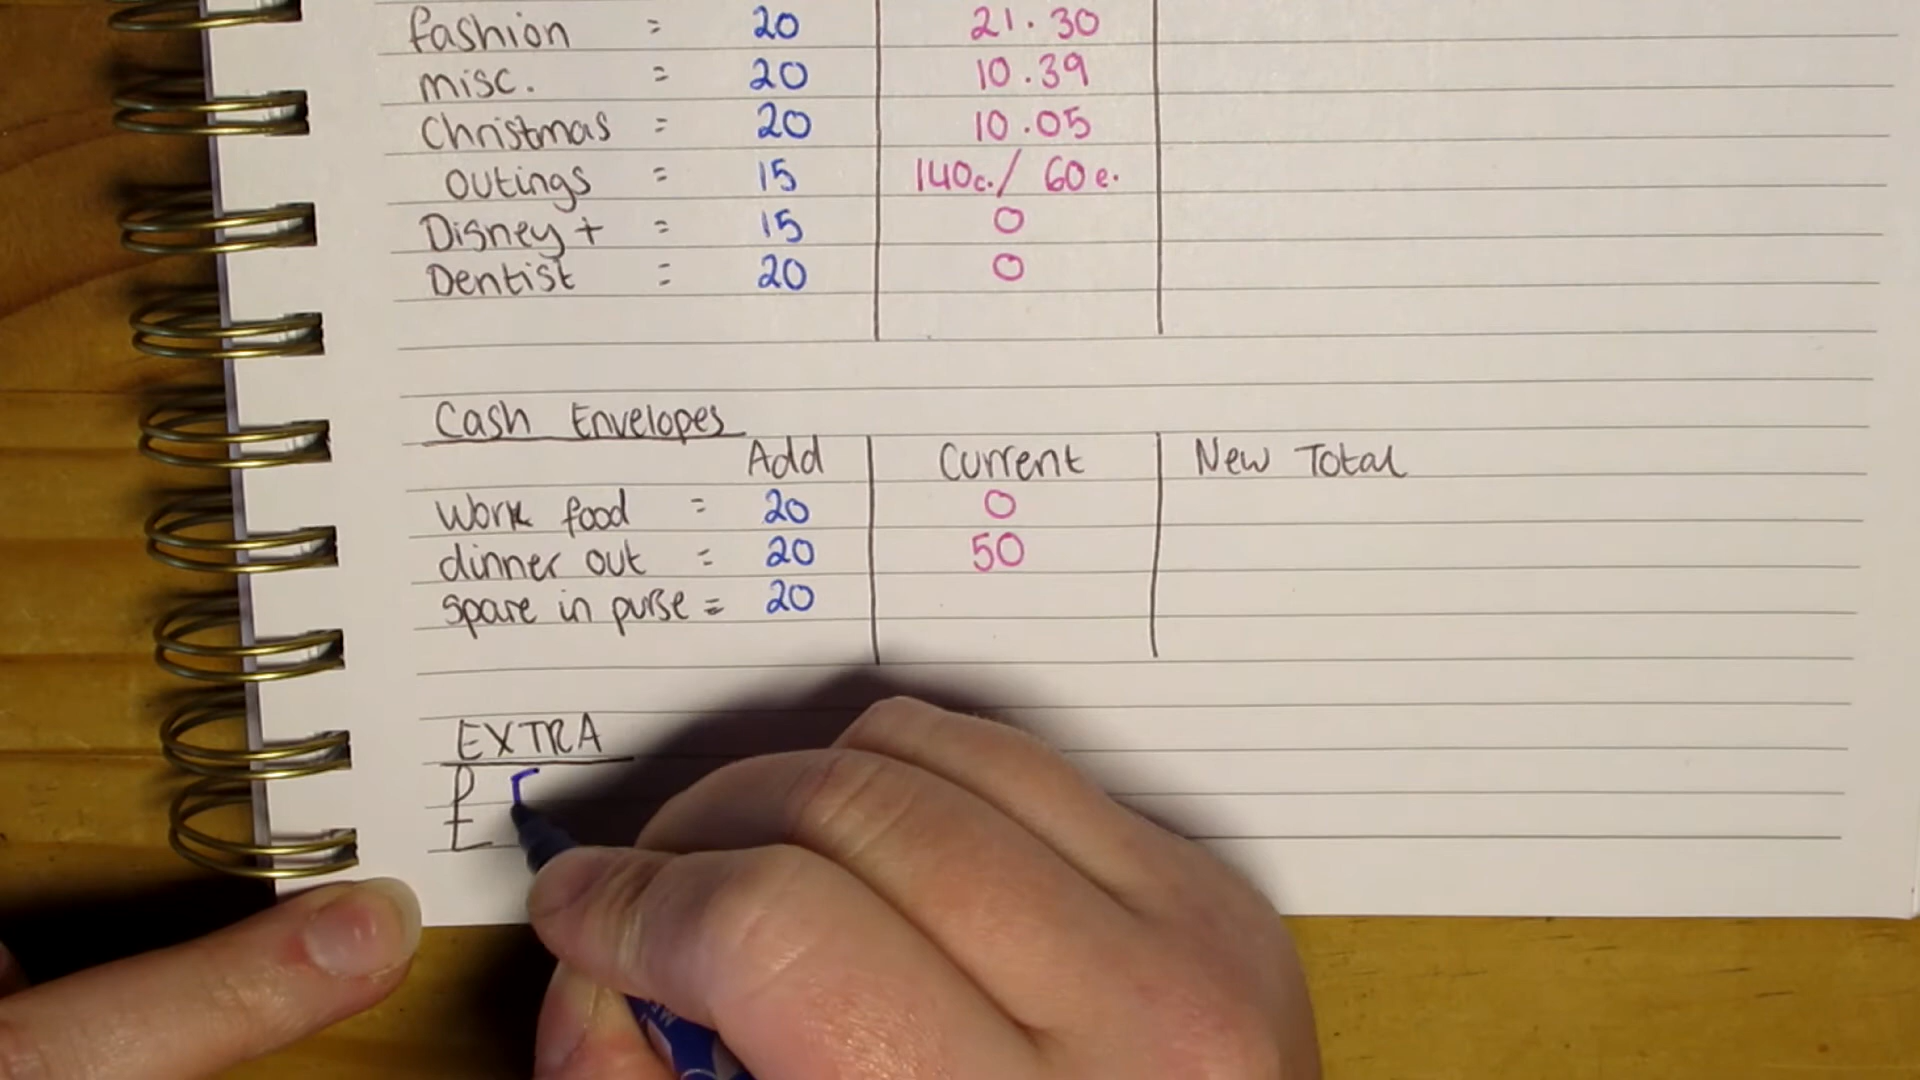 fashion = 20 21.30
misc. = 20 10.39
Christmas = 20 10.05
outings = 15 140c./ 60e.
Disney+ = 15 0
Dentist = 20 0
Cash Envelopes
Add Current New Total
Work food = 20 0
dinner out = 20 50
spare in purse = 20
EXTRA
£